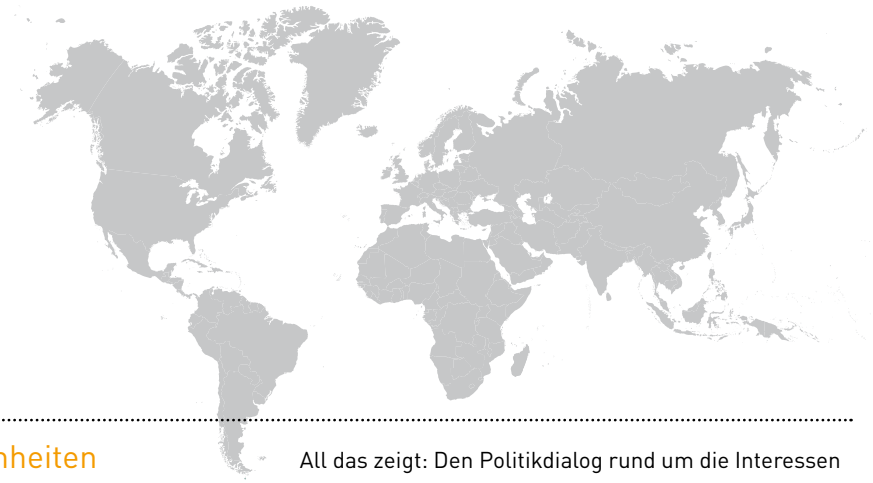 nheiten
All das zeigt: Den Politikdialog rund um die Interessen